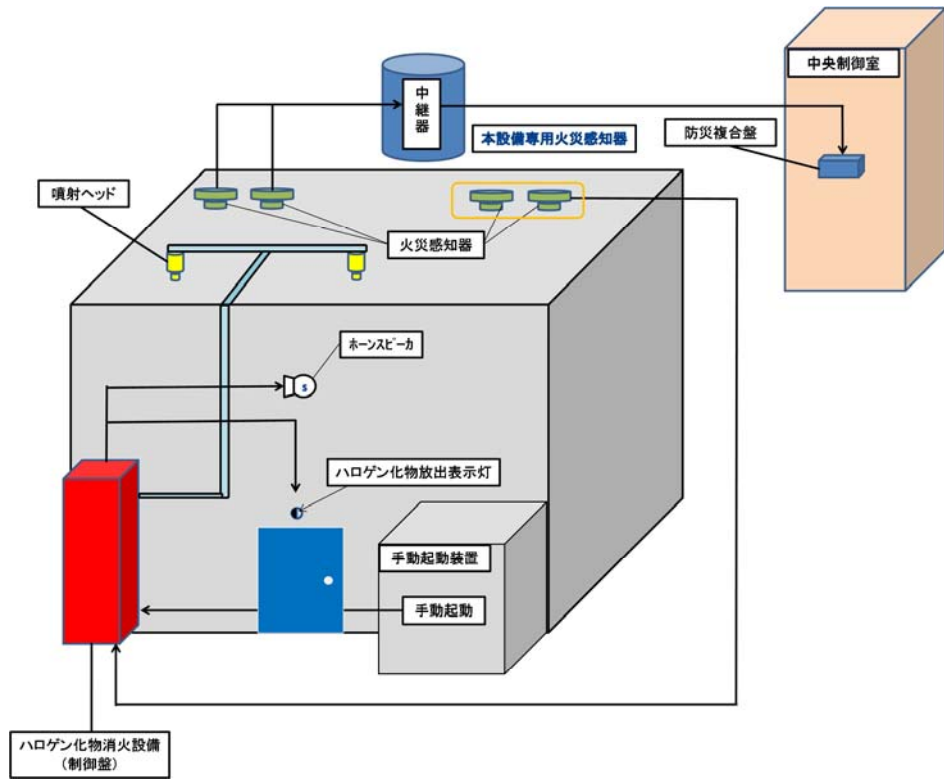 中央制御室
中
継
器
防災複合盤
本設備専用火災感知器
噴射ヘッド
火災感知器
ホーンスピーカ
S
ハロゲン化物放出表示灯
手動起動装置
手動起動
ハロゲン化物消火設備
(制御盤)